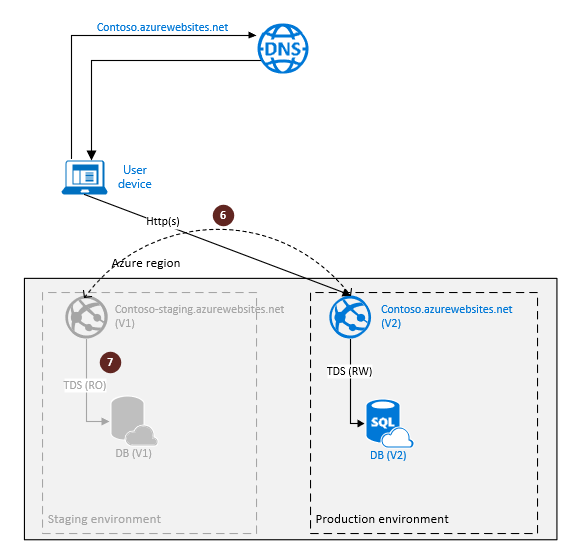 Contoso.azurewebsites.net
DNS
User
device
6
Http(s)
Azure region
Contoso-staging.azurewebsites.net
(V1)
Contoso.azurewebsites.net
(V2)
7
TDS (RO)
TDS (RW)
SQL
DB (V1)
DB (V2)
Staging environment
Production environment